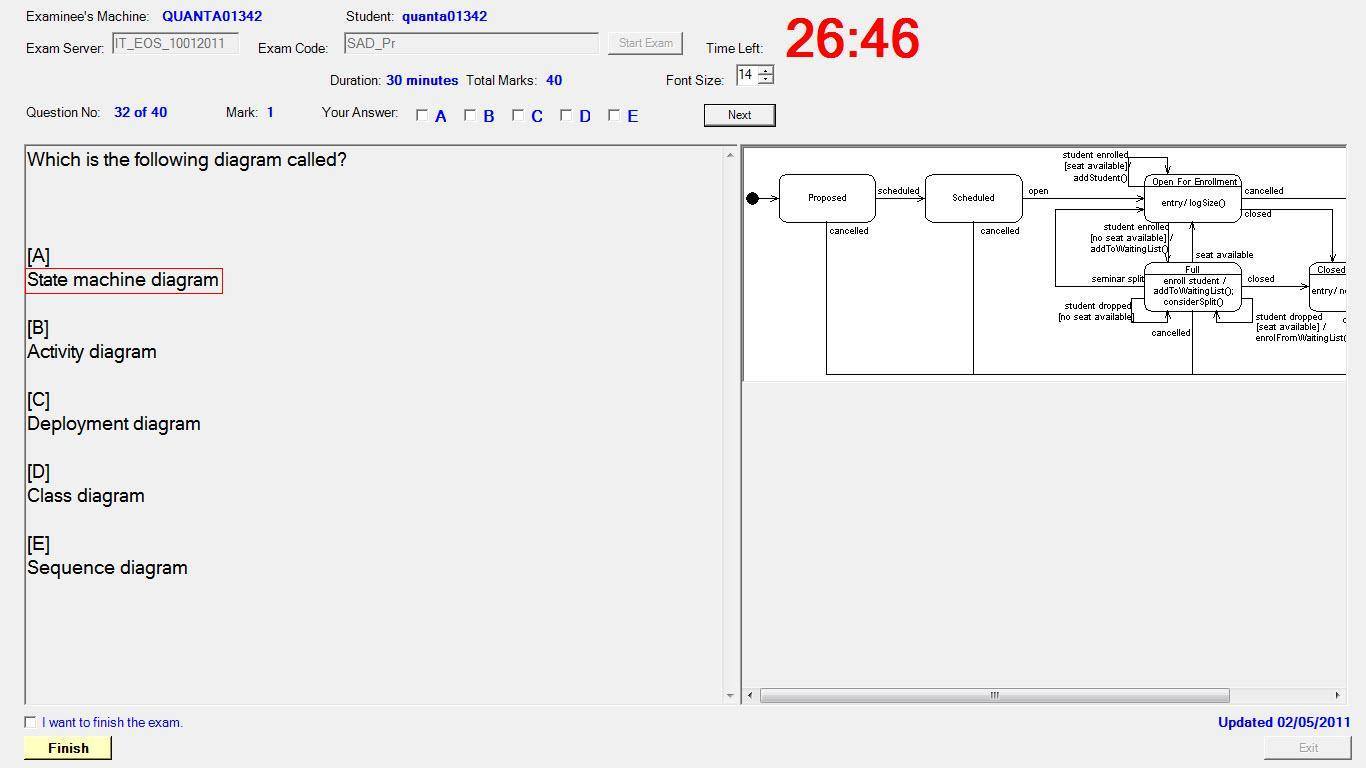 Examinee's Machine: QUANTA01342 Student: quanta01342
Exam Server: IT_EOS_10012011 Exam Code: SAD_Pr Start Exam Time Left: 26:46
Duration: 30 minutes Total Marks: 40 Font Size: 14
Question No: 32 of 40 Mark: 1 Your Answer: A B C D E Next
Which is the following diagram called?
[A]
State machine diagram
[B]
Activity diagram
[C]
Deployment diagram
[D]
Class diagram
[E]
Sequence diagram
student enrolled
[seat available]/
addStudent()
Proposed
scheduled
Scheduled
open
Open For Enrollment
entry/ logSize()
cancelled
closed
cancelled
cancelled
student enrolled
[no seat available] /
addToWaitingList()
seat available
seminar split
Full
enroll student /
addToWaitingList();
considerSplit()
closed
Closed
entry/ n
student dropped
[no seat available]
cancelled
student dropped
[seat available] /
enrolFromWaitingList(
I want to finish the exam.
Updated 02/05/2011
Finish
Exit